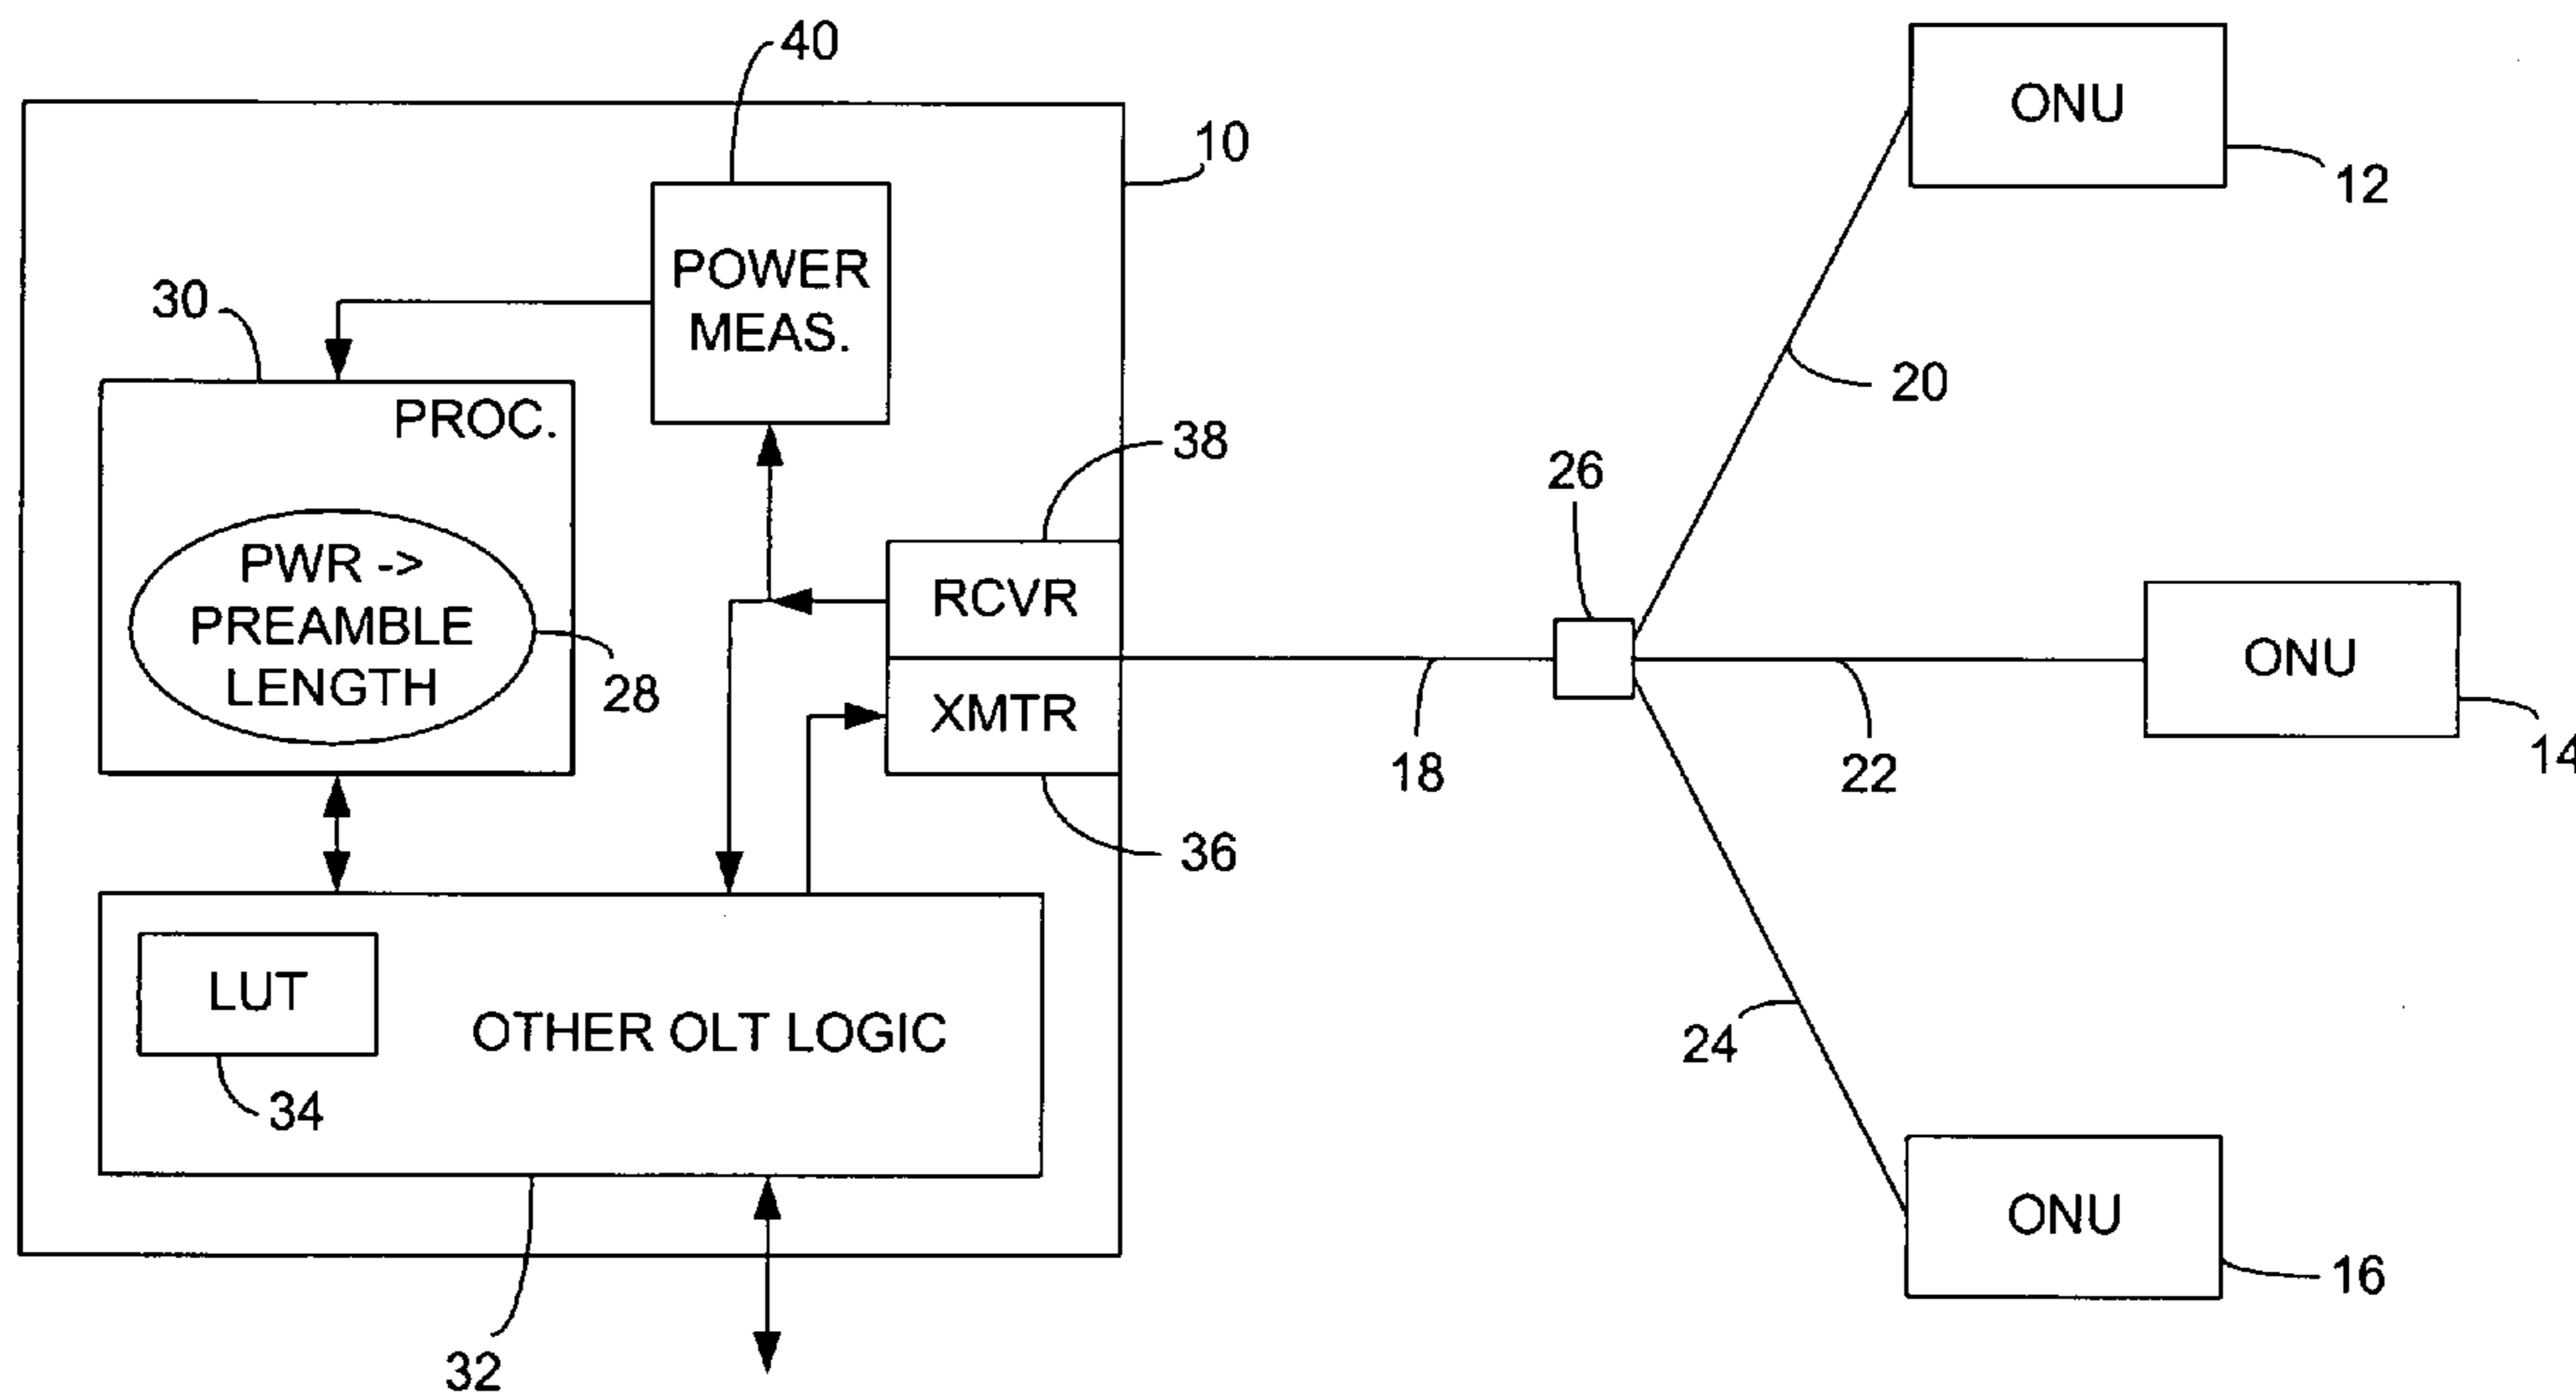 40
ONU
10
12
POWER
MEAS.
30
PROC.
20
38
26
PWR ->
PREAMBLE
LENGTH
28
RCVR
XMTR
18
22
ONU
14
36
LUT
OTHER OLT LOGIC
34
24
ONU
16
32